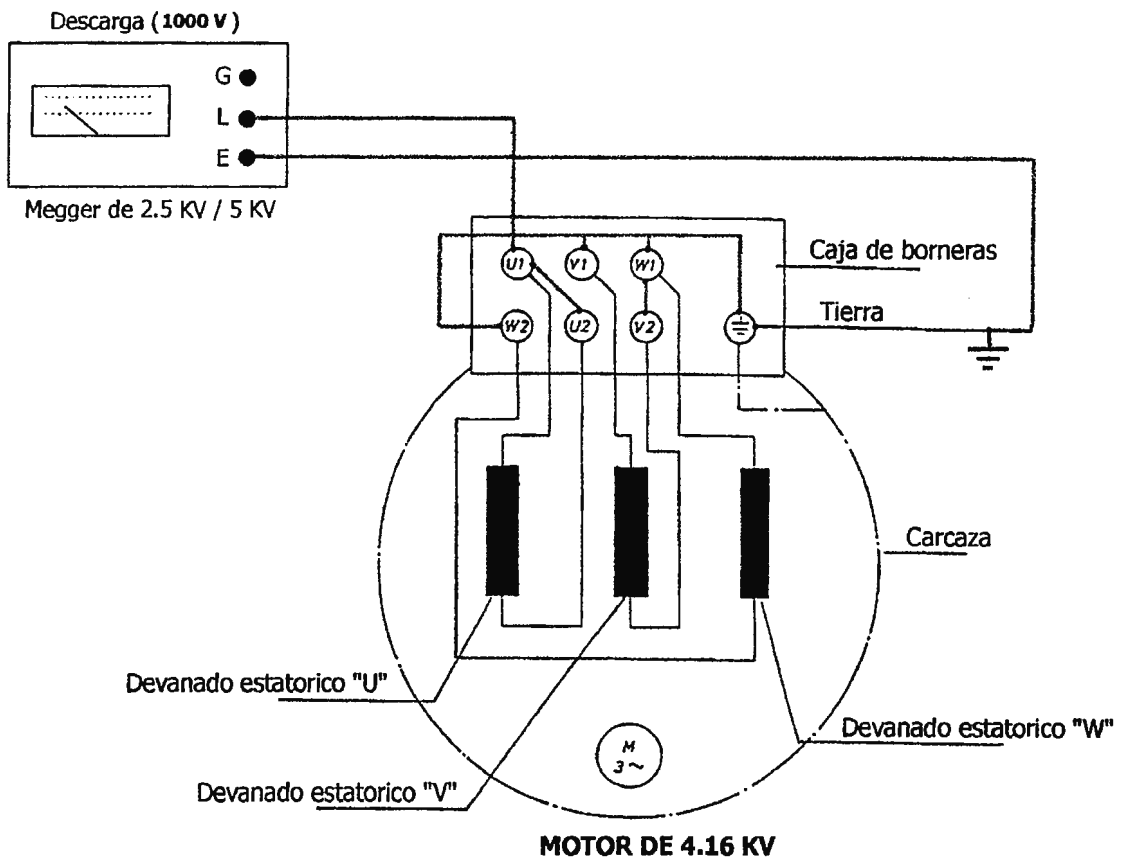 Descarga (1000 V)
G
L
E
Megger de 2.5 KV / 5 KV
U1
V1
W1
Caja de borneras
W2
U2
V2
Tierra
Carcaza
Devanado estatorico "U"
Devanado estatorico "W"
M
3~
Devanado estatorico "V"
MOTOR DE 4.16 KV